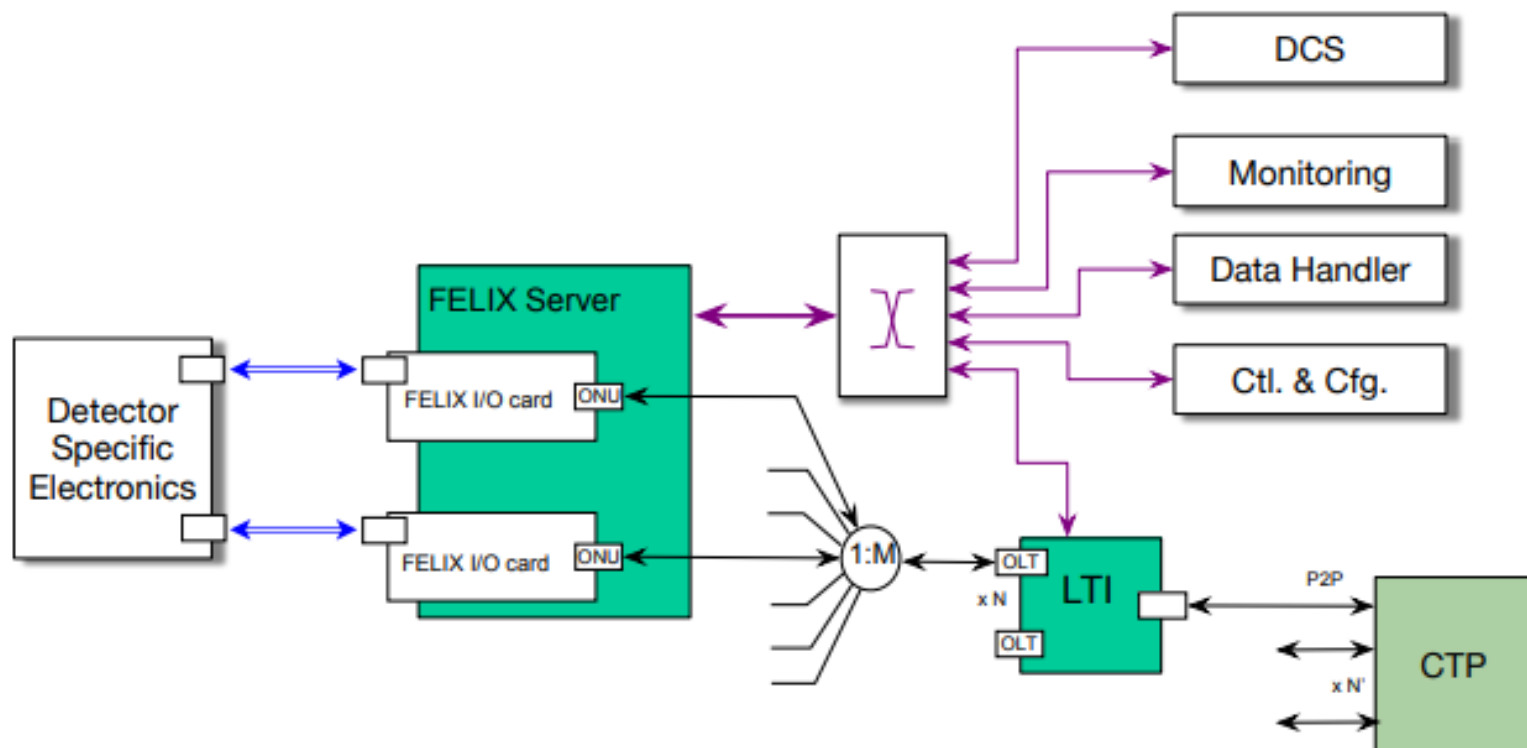 DCS
Monitoring
Data Handler
Ctl. & Cfg.
FELIX Server
FELIX I/O card
ONU
FELIX I/O card
ONU
Detector
Specific
Electronics
1:M
OLT
x N
OLT
LTI
P2P
x N'
CTP